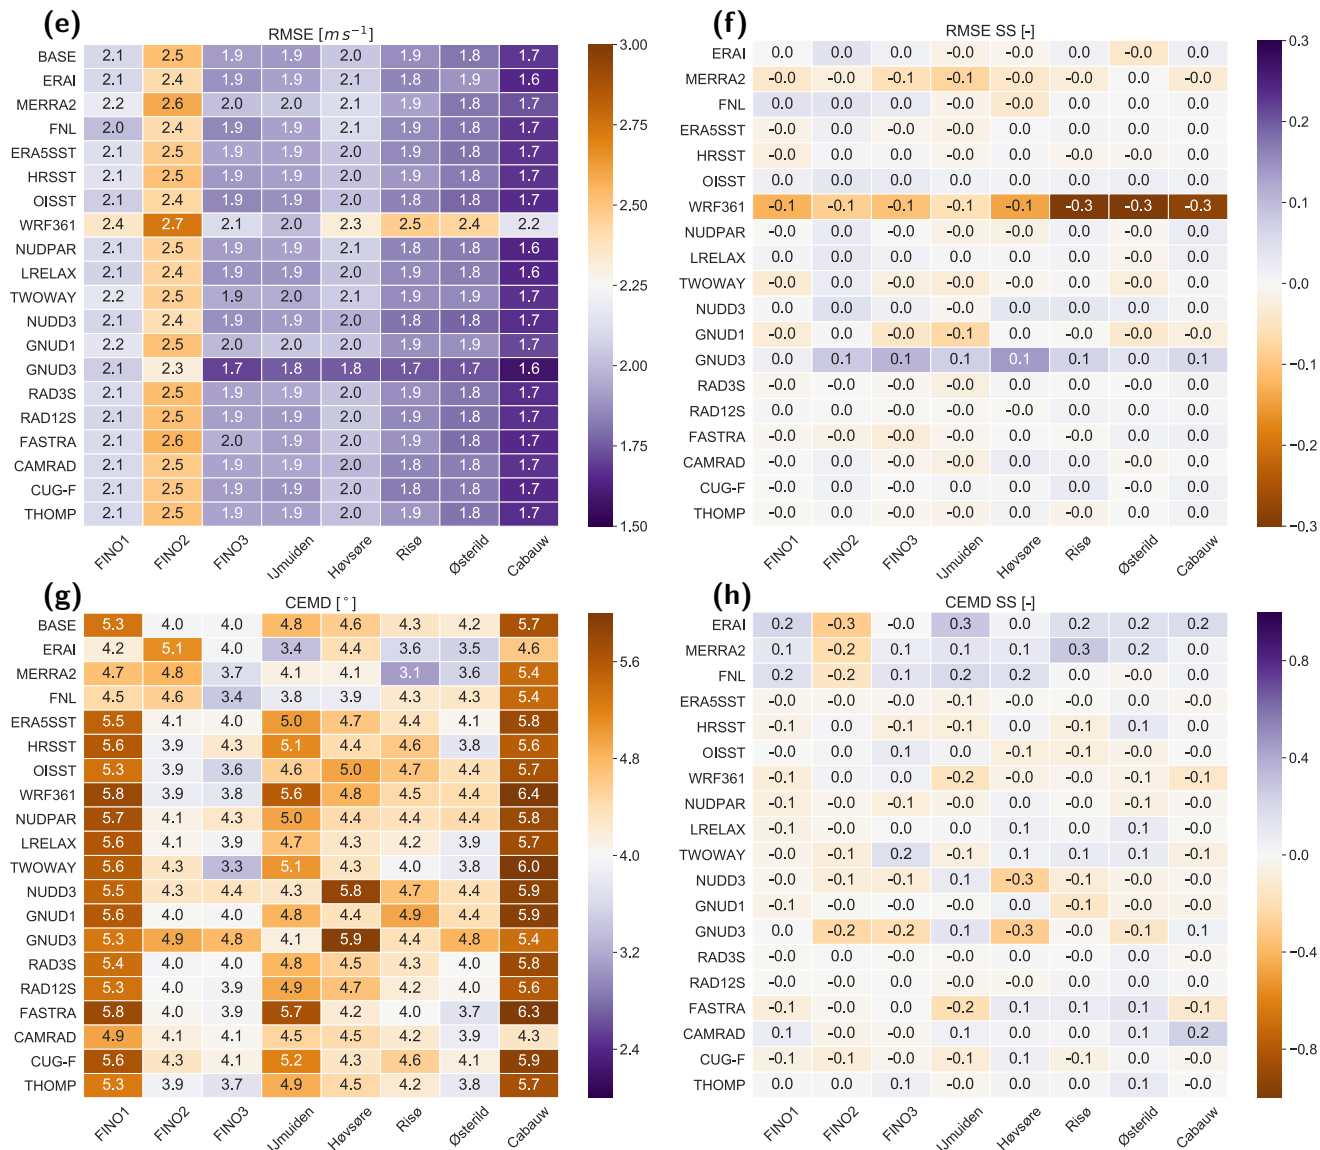 (e)
RMSE [m s⁻¹]
BASE 2.1 2.5 1.9 1.9 2.0 1.9 1.8 1.7
ERAI 2.1 2.4 1.9 1.9 2.1 1.8 1.9 1.6
MERRA2 2.2 2.6 2.0 2.0 2.1 1.9 1.8 1.7
FNL 2.0 2.4 1.9 1.9 2.1 1.9 1.8 1.7
ERA5SST 2.1 2.5 1.9 1.9 2.0 1.9 1.8 1.7
HRSST 2.1 2.5 1.9 1.9 2.0 1.9 1.8 1.7
OISST 2.1 2.4 1.9 1.9 2.0 1.9 1.8 1.7
WRF361 2.4 2.7 2.1 2.0 2.3 2.5 2.4 2.2
NUDPAR 2.1 2.5 1.9 1.9 2.1 1.8 1.8 1.6
LRELAX 2.1 2.4 1.9 1.9 2.0 1.9 1.8 1.6
TWOWAY 2.2 2.5 1.9 2.0 2.1 1.9 1.9 1.7
NUDD3 2.1 2.4 1.9 1.9 2.0 1.8 1.8 1.7
GNUD1 2.2 2.5 2.0 2.0 2.0 1.9 1.9 1.7
GNUD3 2.1 2.3 1.7 1.8 1.8 1.7 1.7 1.6
RAD3S 2.1 2.5 1.9 1.9 2.0 1.9 1.8 1.7
RAD12S 2.1 2.5 1.9 1.9 2.0 1.9 1.8 1.7
FASTRA 2.1 2.6 2.0 1.9 2.0 1.9 1.8 1.7
CAMRAD 2.1 2.5 1.9 1.9 2.0 1.8 1.8 1.7
CUG-F 2.1 2.5 1.9 1.9 2.0 1.8 1.8 1.7
THOMP 2.1 2.5 1.9 1.9 2.0 1.9 1.8 1.7
FINO1 FINO2 FINO3 IJmuiden Høvsøre Risø Østerild Cabauw
3.00
2.75
2.50
2.25
2.00
1.75
1.50
(f)
RMSE SS [-]
ERAI 0.0 0.0 0.0 -0.0 -0.0 0.0 -0.0 0.0
MERRA2 -0.0 -0.0 -0.1 -0.1 -0.0 -0.0 0.0 -0.0
FNL 0.0 0.0 0.0 -0.0 -0.0 0.0 0.0 0.0
ERA5SST -0.0 0.0 -0.0 -0.0 0.0 0.0 0.0 0.0
HRSST -0.0 0.0 0.0 -0.0 0.0 -0.0 -0.0 0.0
OISST 0.0 0.0 0.0 0.0 0.0 0.0 0.0 0.0
WRF361 -0.1 -0.1 -0.1 -0.1 -0.1 -0.3 -0.3 -0.3
NUDPAR -0.0 0.0 -0.0 -0.0 -0.0 0.0 -0.0 0.0
LRELAX 0.0 0.0 0.0 0.0 0.0 0.0 -0.0 0.0
TWOWAY -0.0 0.0 0.0 -0.0 -0.0 0.0 -0.0 0.0
NUDD3 0.0 0.0 0.0 -0.0 0.0 0.0 0.0 0.0
GNUD1 -0.0 0.0 -0.0 -0.1 0.0 -0.0 -0.0 -0.0
GNUD3 0.0 0.1 0.1 0.1 0.1 0.1 0.0 0.1
RAD3S -0.0 -0.0 -0.0 -0.0 0.0 0.0 0.0 0.0
RAD12S 0.0 0.0 -0.0 -0.0 -0.0 0.0 0.0 0.0
FASTRA -0.0 -0.0 -0.0 -0.0 0.0 -0.0 0.0 0.0
CAMRAD -0.0 0.0 -0.0 -0.0 0.0 0.0 -0.0 0.0
CUG-F -0.0 0.0 -0.0 0.0 0.0 0.0 -0.0 0.0
THOMP -0.0 0.0 -0.0 -0.0 0.0 -0.0 0.0 0.0
FINO1 FINO2 FINO3 IJmuiden Høvsøre Risø Østerild Cabauw
0.3
0.2
0.1
-0.0
-0.1
-0.2
-0.3
(g)
CEMD [°]
BASE 5.3 4.0 4.0 4.8 4.6 4.3 4.2 5.7
ERAI 4.2 5.1 4.0 3.4 4.4 3.6 3.5 4.6
MERRA2 4.7 4.8 3.7 4.1 4.1 3.1 3.6 5.4
FNL 4.5 4.6 3.4 3.8 3.9 4.3 4.3 5.4
ERA5SST 5.5 4.1 4.0 5.0 4.7 4.4 4.1 5.8
HRSST 5.6 3.9 4.3 5.1 4.4 4.6 3.8 5.6
OISST 5.3 3.9 3.6 4.6 5.0 4.7 4.4 5.7
WRF361 5.8 3.9 3.8 5.6 4.8 4.5 4.4 6.4
NUDPAR 5.7 4.1 4.3 5.0 4.4 4.4 4.4 5.8
LRELAX 5.6 4.1 3.9 4.7 4.3 4.2 3.9 5.7
TWOWAY 5.6 4.3 3.3 5.1 4.3 4.0 3.8 6.0
NUDD3 5.5 4.3 4.4 4.3 5.8 4.7 4.4 5.9
GNUD1 5.6 4.0 4.0 4.8 4.4 4.9 4.4 5.9
GNUD3 5.3 4.9 4.8 4.1 5.9 4.4 4.8 5.4
RAD3S 5.4 4.0 4.0 4.8 4.5 4.3 4.0 5.8
RAD12S 5.3 4.0 3.9 4.9 4.7 4.2 4.0 5.6
FASTRA 5.8 4.0 3.9 5.7 4.2 4.0 3.7 6.3
CAMRAD 4.9 4.1 4.1 4.5 4.5 4.2 3.9 4.3
CUG-F 5.6 4.3 4.1 5.2 4.3 4.6 4.1 5.9
THOMP 5.3 3.9 3.7 4.9 4.5 4.2 3.8 5.7
FINO1 FINO2 FINO3 IJmuiden Høvsøre Risø Østerild Cabauw
5.6
4.8
4.0
3.2
2.4
(h)
CEMD SS [-]
ERAI 0.2 -0.3 -0.0 0.3 0.0 0.2 0.2 0.2
MERRA2 0.1 -0.2 0.1 0.1 0.1 0.3 0.2 0.0
FNL 0.2 -0.2 0.1 0.2 0.2 0.0 -0.0 0.0
ERA5SST -0.0 -0.0 -0.0 -0.1 -0.0 -0.0 0.0 -0.0
HRSST -0.1 0.0 -0.1 -0.1 0.0 -0.1 0.1 0.0
OISST -0.0 0.0 0.1 0.0 -0.1 -0.1 -0.0 -0.0
WRF361 -0.1 0.0 0.0 -0.2 -0.0 -0.0 -0.1 -0.1
NUDPAR -0.1 -0.0 -0.1 -0.0 0.0 -0.0 -0.1 -0.0
LRELAX -0.1 -0.0 0.0 0.0 0.1 0.0 0.1 -0.0
TWOWAY -0.0 -0.1 0.2 -0.1 0.1 0.1 0.1 -0.1
NUDD3 -0.0 -0.1 -0.1 0.1 -0.3 -0.1 -0.0 -0.0
GNUD1 -0.1 -0.0 -0.0 -0.0 0.0 -0.1 -0.0 -0.0
GNUD3 0.0 -0.2 -0.2 0.1 -0.3 -0.0 -0.1 0.1
RAD3S -0.0 0.0 0.0 -0.0 0.0 -0.0 0.0 -0.0
RAD12S -0.0 0.0 0.0 -0.0 -0.0 0.0 0.0 0.0
FASTRA -0.1 -0.0 0.0 -0.2 0.1 0.1 0.1 -0.1
CAMRAD 0.1 -0.0 -0.0 0.1 0.0 0.0 0.1 0.2
CUG-F -0.1 -0.1 -0.0 -0.1 0.1 -0.1 0.0 -0.0
THOMP 0.0 0.0 0.1 -0.0 0.0 0.0 0.1 -0.0
FINO1 FINO2 FINO3 IJmuiden Høvsøre Risø Østerild Cabauw
0.8
0.4
0.0
-0.4
-0.8